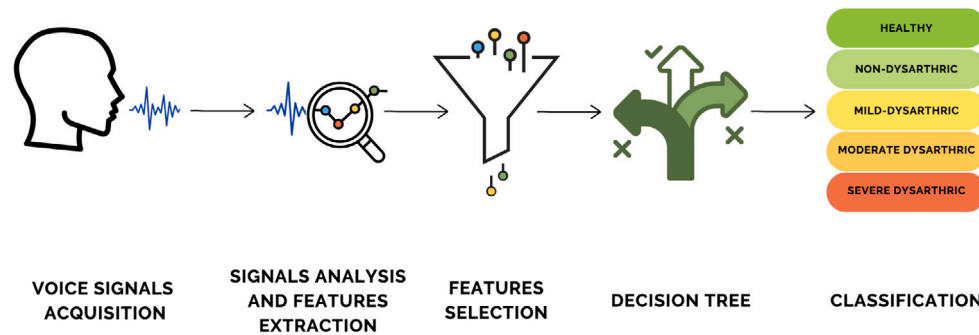 HEALTHY
NON-DYSARTHRIC
MILD-DYSARTHRIC
MODERATE DYSARTHRIC
SEVERE DYSARTHRIC
VOICE SIGNALS
ACQUISITION
SIGNALS ANALYSIS
AND FEATURES
EXTRACTION
FEATURES
SELECTION
DECISION TREE
CLASSIFICATION